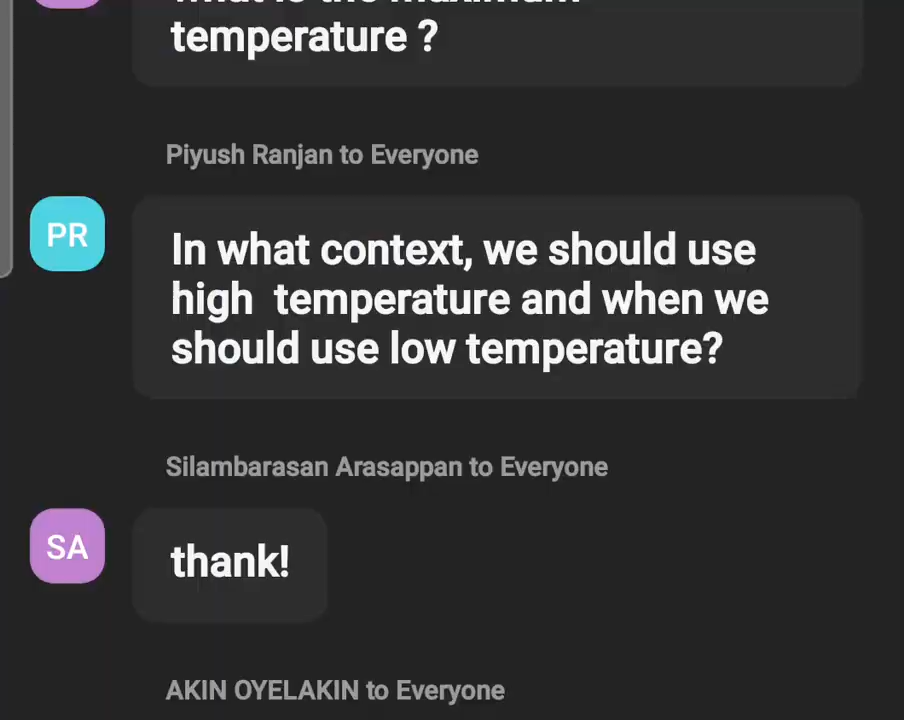 temperature ?
Piyush Ranjan to Everyone
PR
In what context, we should use
high  temperature and when we
should use low temperature?
Silambarasan Arasappan to Everyone
SA
thank!
AKIN OYELAKIN to Everyone